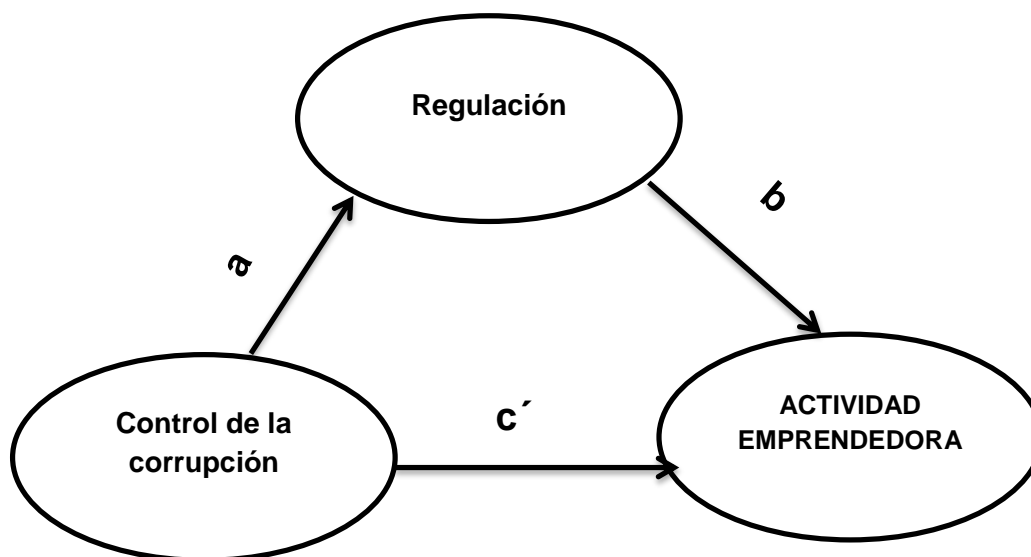 Regulación
b
a
c´
Control de la
corrupción
ACTIVIDAD
EMPRENDEDORA